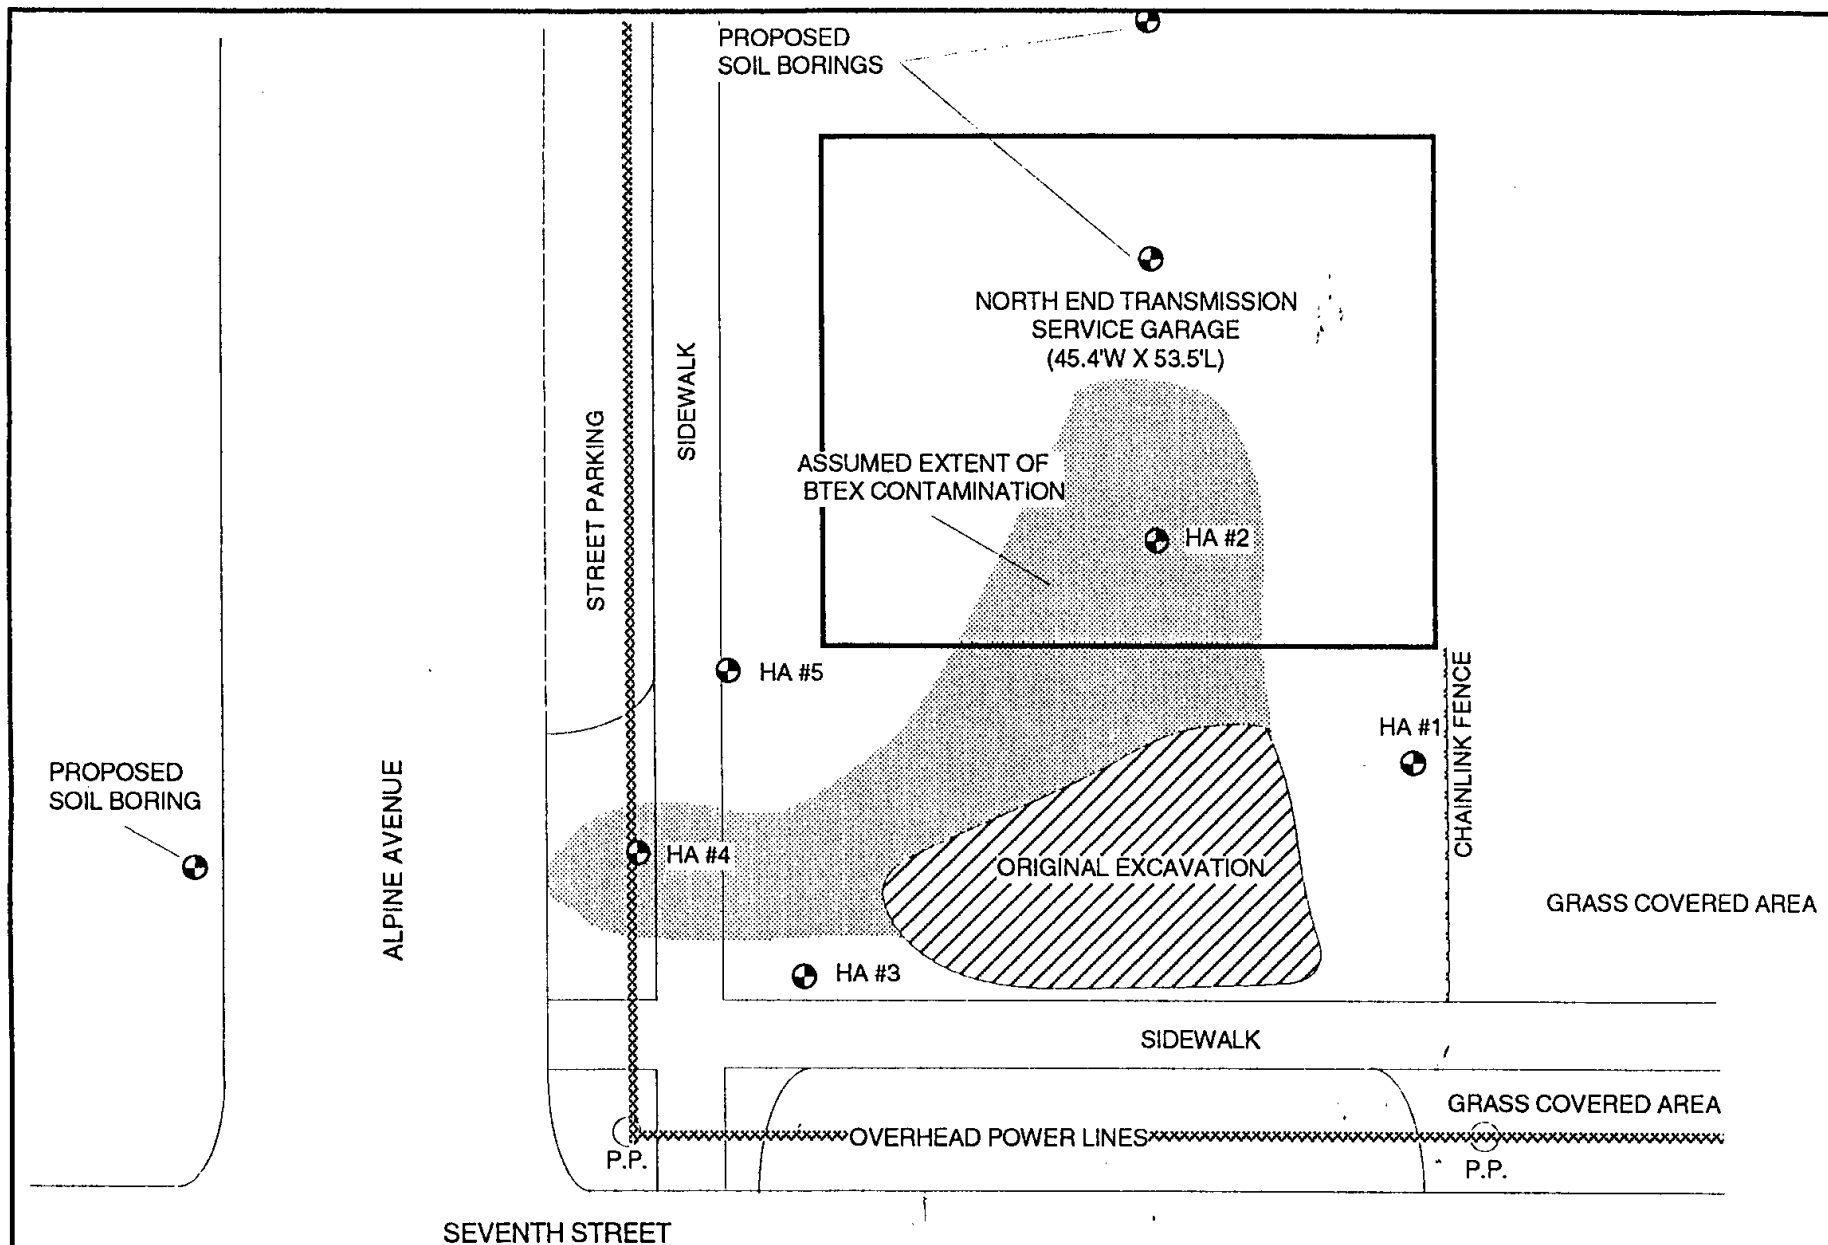 PROPOSED
SOIL BORINGS
NORTH END TRANSMISSION
SERVICE GARAGE
(45.4'W X 53.5'L)
SIDEWALK
STREET PARKING
ASSUMED EXTENT OF
BTEX CONTAMINATION
HA #2
HA #5
CHAINLINK FENCE
HA #1
PROPOSED
SOIL BORING
ALPINE AVENUE
HA #4
ORIGINAL EXCAVATION
GRASS COVERED AREA
HA #3
SIDEWALK
GRASS COVERED AREA
OVERHEAD POWER LINES
P.P.
P.P.
SEVENTH STREET